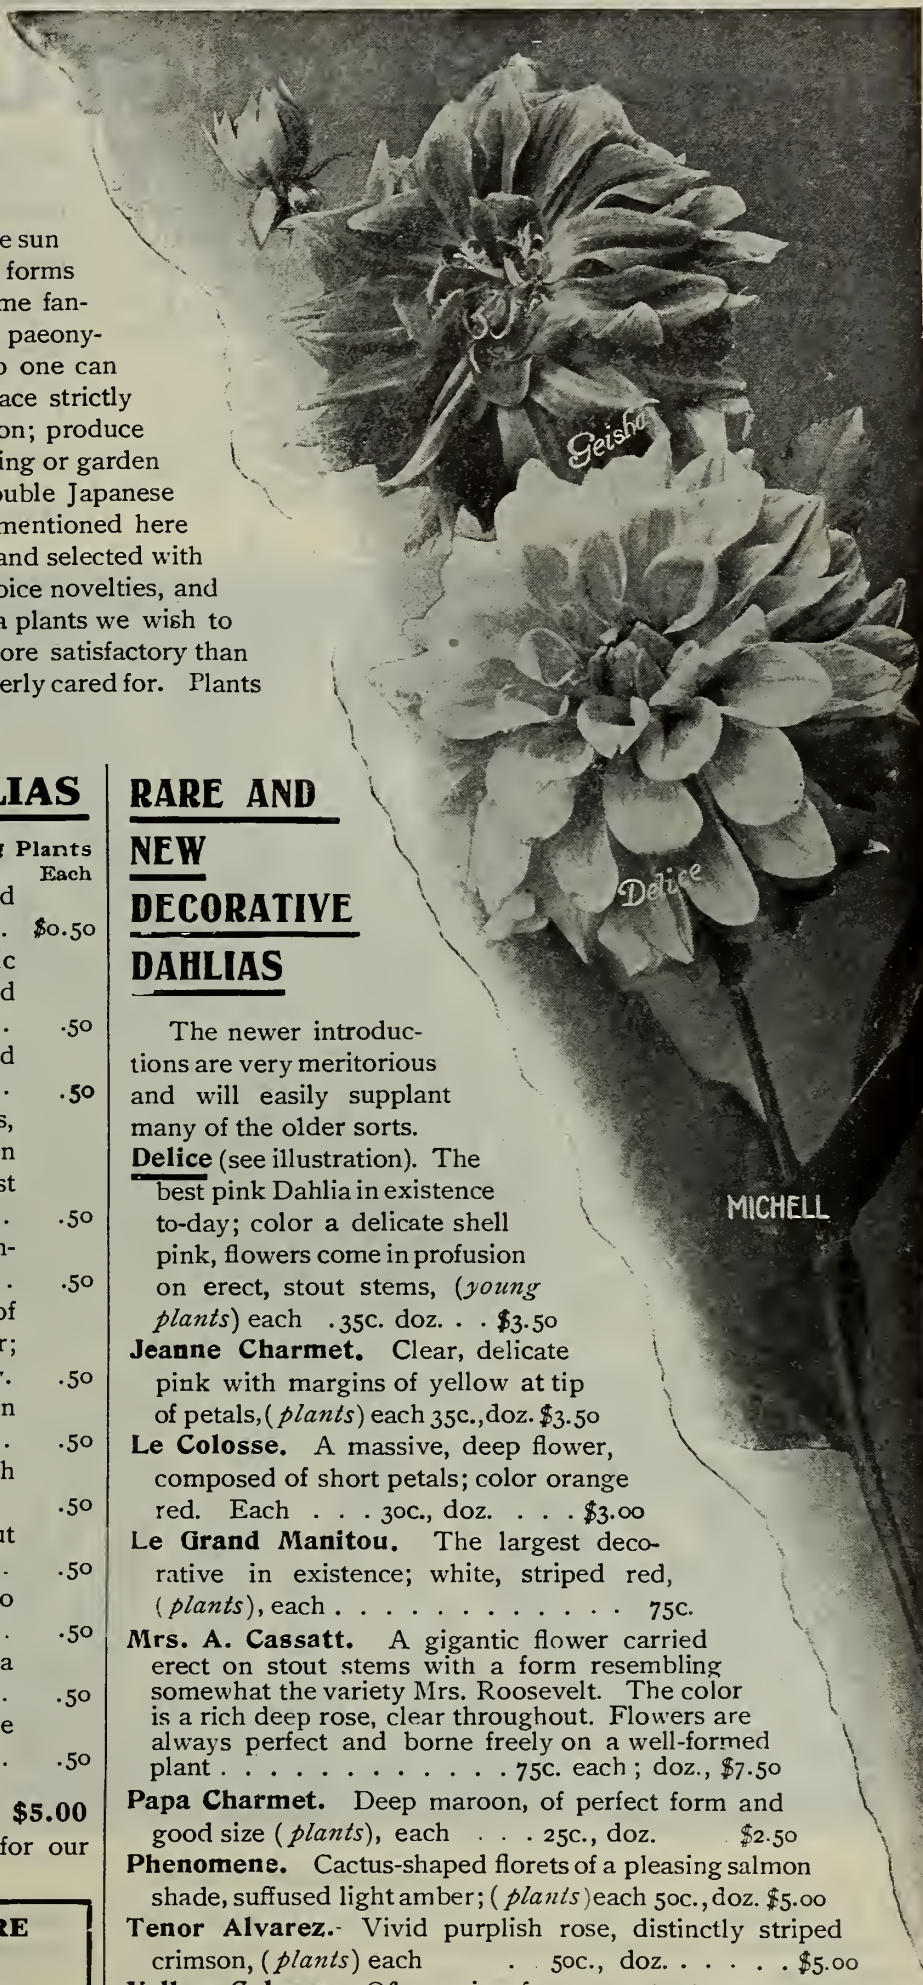 e sun
forms
me fan-
paeony-
o one can
ace strictly
on; produce
ing or garden
ouble Japanese
mentioned here
and selected with
oice novelties, and
a plants we wish to
ore satisfactory than
erly cared for. Plants
LIAS
Plants
Each
d
. $0.50
c
d
. .50
d
. .50
s,
n
st
. .50
n-
. .50
of
r;
. .50
n
. .50
h
.50
ut
. .50
o
. .50
a
. .50
e
. .50
$5.00
for our
RE
RARE AND
NEW
DECORATIVE
DAHLIAS
The newer introduc-
tions are very meritorious
and will easily supplant
many of the older sorts.
Delice (see illustration). The
best pink Dahlia in existence
to-day; color a delicate shell
pink, flowers come in profusion
on erect, stout stems, (young
plants) each .35c. doz. . . $3.50
Jeanne Charmet. Clear, delicate
pink with margins of yellow at tip
of petals, (plants) each 35c., doz. $3.50
Le Colosse. A massive, deep flower,
composed of short petals; color orange
red. Each . . . 30c., doz. . . . $3.00
Le Grand Manitou. The largest deco-
rative in existence; white, striped red,
(plants), each . . . . . . . . . . . . 75c.
Mrs. A. Cassatt. A gigantic flower carried
erect on stout stems with a form resembling
somewhat the variety Mrs. Roosevelt. The color
is a rich deep rose, clear throughout. Flowers are
always perfect and borne freely on a well-formed
plant . . . . . . . . . . . . 75c. each; doz., $7.50
Papa Charmet. Deep maroon, of perfect form and
good size (plants), each . . . 25c., doz. $2.50
Phenomene. Cactus-shaped florets of a pleasing salmon
shade, suffused light amber; (plants) each 50c., doz. $5.00
Tenor Alvarez.- Vivid purplish rose, distinctly striped
crimson, (plants) each . . 50c., doz. . . . . . $5.00
Geisha
Delice
MICHELL